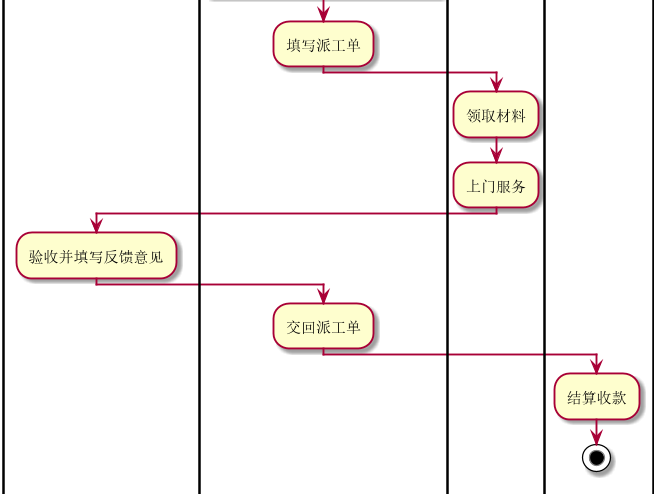 填写派工单
领取材料
上门服务
验收并填写反馈意见
交回派工单
结算收款